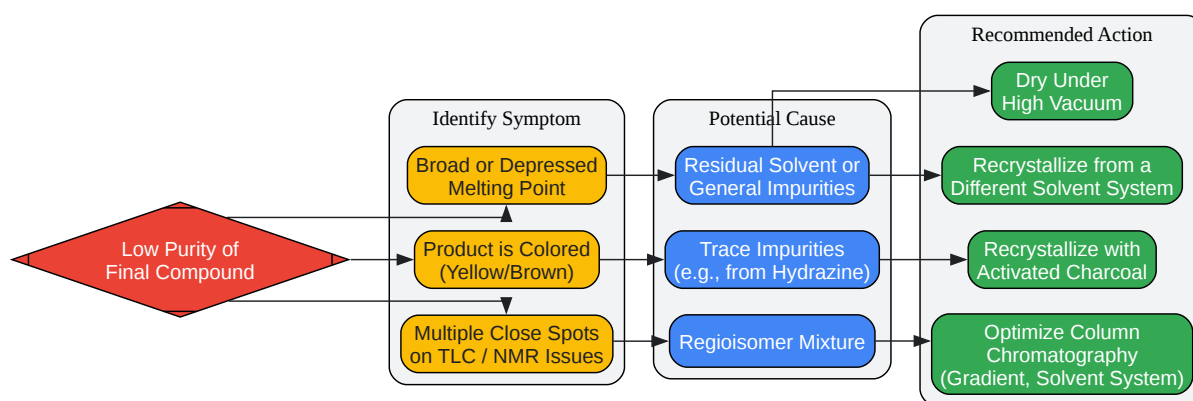 Low Purity of
Final Compound
Identify Symptom
Broad or Depressed
Melting Point
Product is Colored
(Yellow/Brown)
Multiple Close Spots
on TLC / NMR Issues
Potential Cause
Residual Solvent or
General Impurities
Trace Impurities
(e.g., from Hydrazine)
Regioisomer Mixture
Recommended Action
Dry Under
High Vacuum
Recrystallize from a
Different Solvent System
Recrystallize with
Activated Charcoal
Optimize Column
Chromatography
(Gradient, Solvent System)